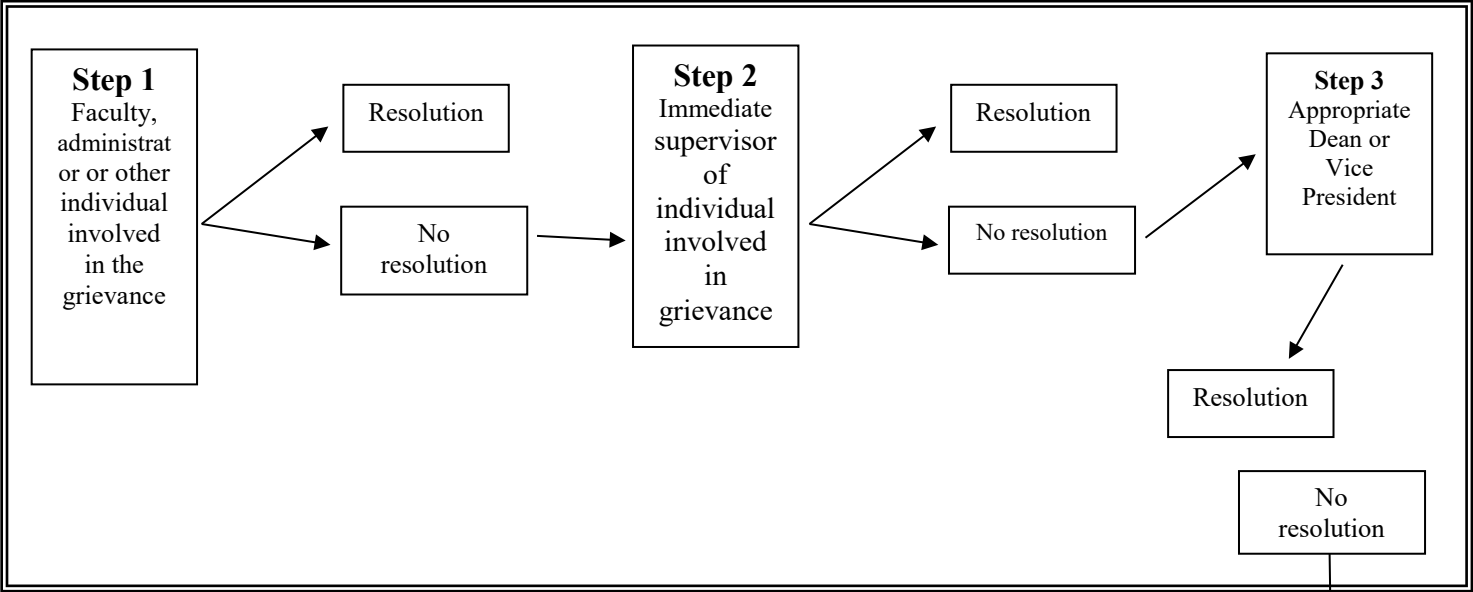 Step 1
Faculty,
administrat
or or other
individual
involved
in the
grievance
Resolution
No
resolution
Step 2
Immediate
supervisor
of
individual
involved
in
grievance
Resolution
No resolution
Step 3
Appropriate
Dean or
Vice
President
Resolution
No
resolution